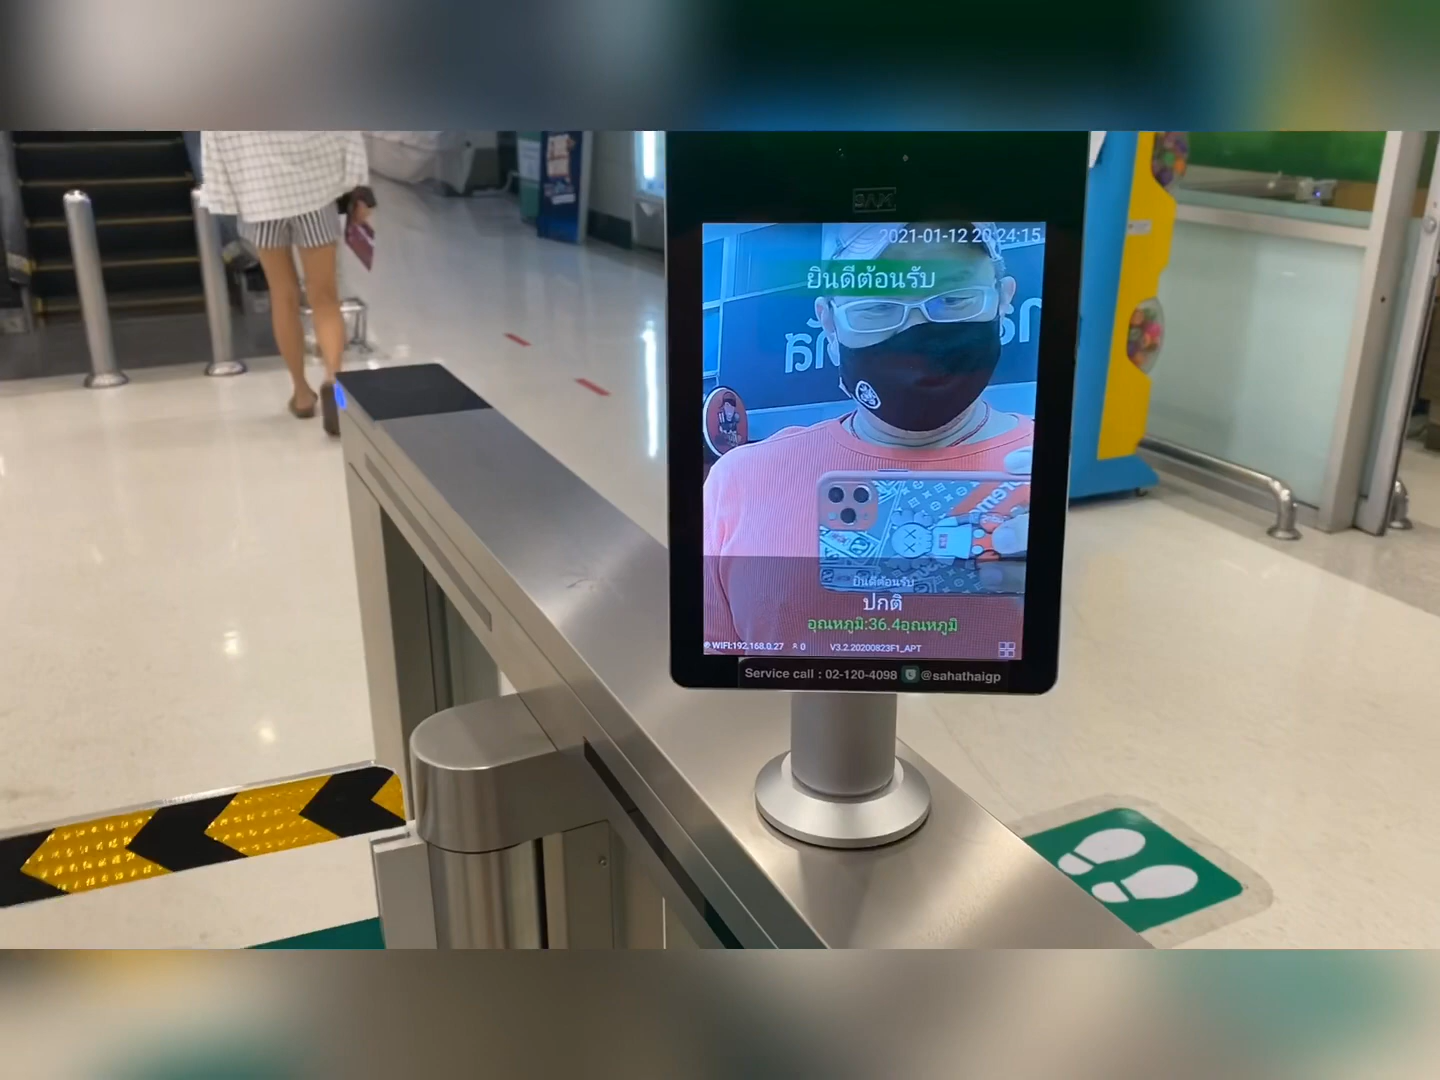 2021-01-12 20:24:15
ยินดีต้อนรับ
ยินดีต้อนรับ
ปกติ
อุณหภูมิ:36.4อุณหภูมิ
WIFI:192.168.0.27 0 V3.2.20200823F1_APT
Service call : 02-120-4098 @sahathaigp